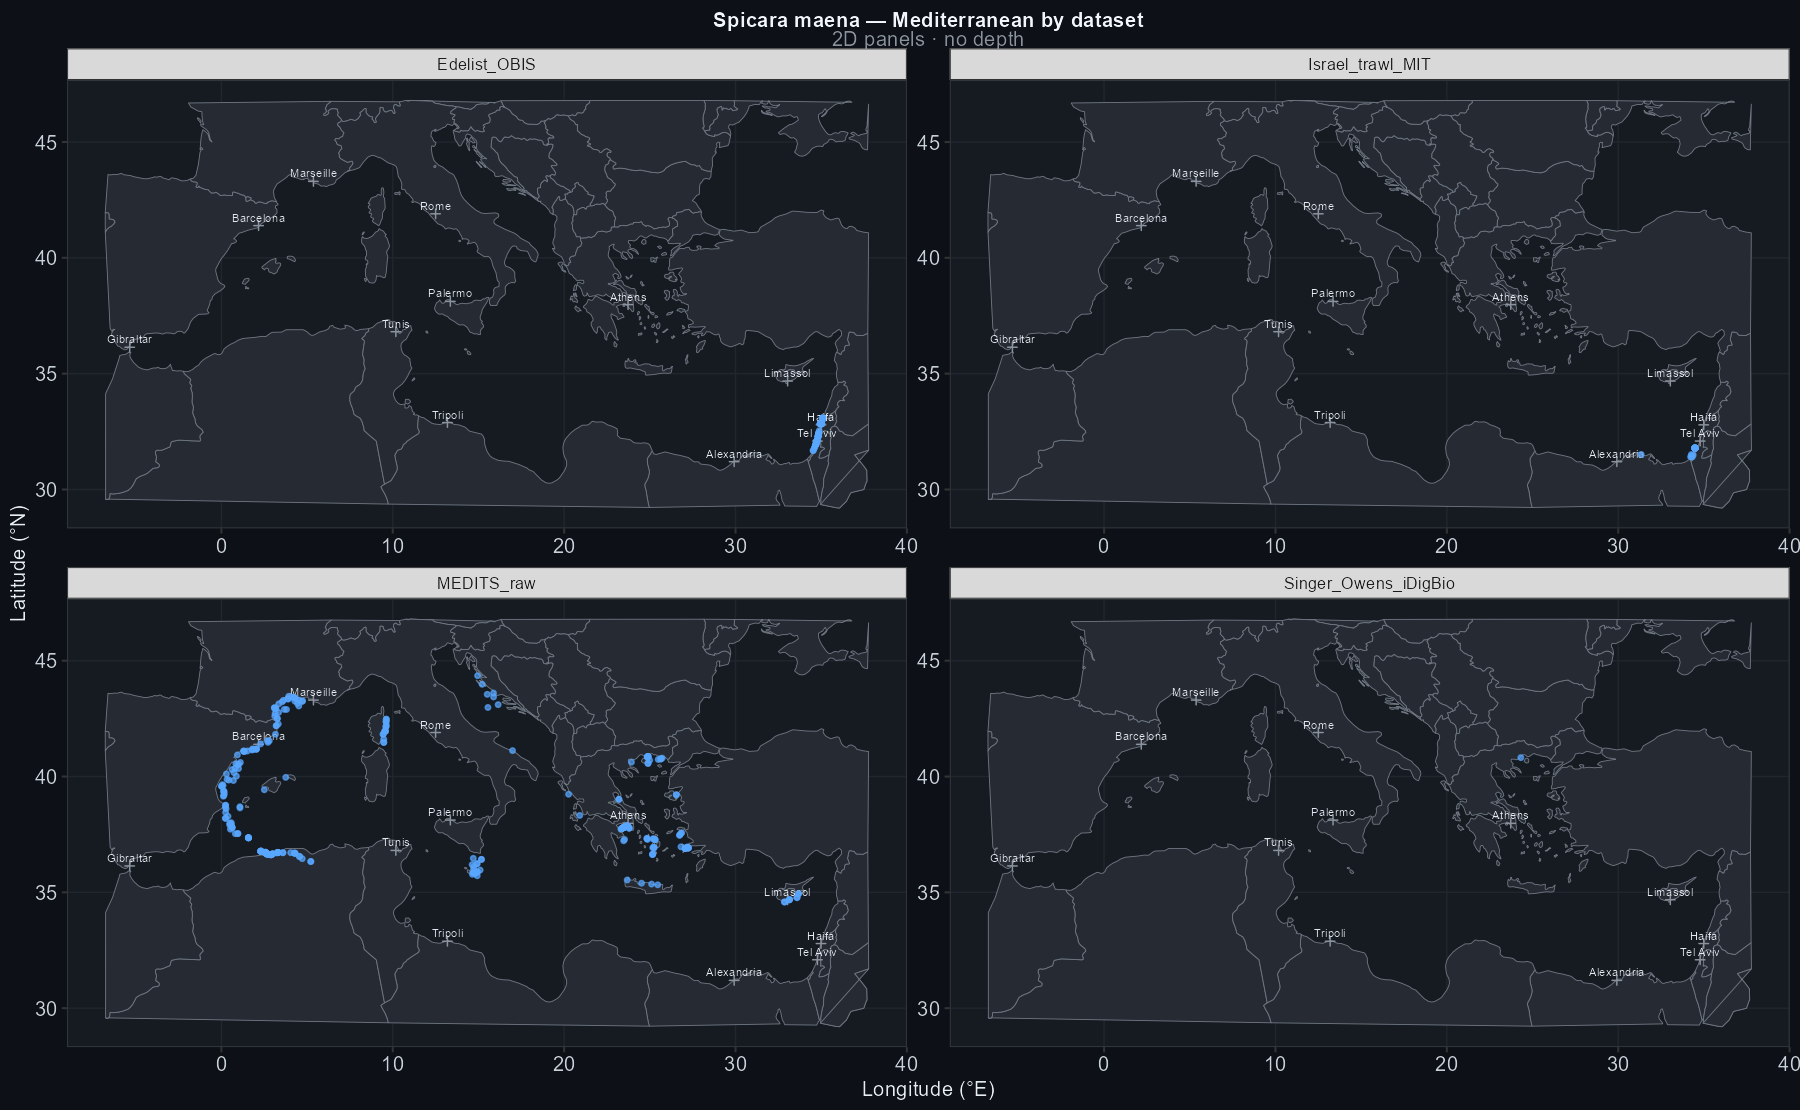 Spicara maena — Mediterranean by dataset
2D panels · no depth
Edelist_OBIS
Israel_trawl_MIT
45
40
35
30
Marseille
Barcelona
Rome
Palermo
Athens
Tunis
Gibraltar
Limassol
Tripoli
Haifa
Tel Aviv
Alexandria
0 10 20 30 40
45
40
35
30
Marseille
Barcelona
Rome
Palermo
Athens
Tunis
Gibraltar
Limassol
Tripoli
Haifa
Tel Aviv
Alexandria
0 10 20 30 40
Latitude (°N)
MEDITS_raw
Singer_Owens_iDigBio
45
40
35
30
Marseille
Rome
Barcelona
Palermo
Athens
Tunis
Gibraltar
Limassol
Tripoli
Haifa
Tel Aviv
Alexandria
0 10 20 30 40
45
40
35
30
Marseille
Rome
Barcelona
Palermo
Athens
Tunis
Gibraltar
Limassol
Tripoli
Haifa
Tel Aviv
Alexandria
0 10 20 30 40
Longitude (°E)